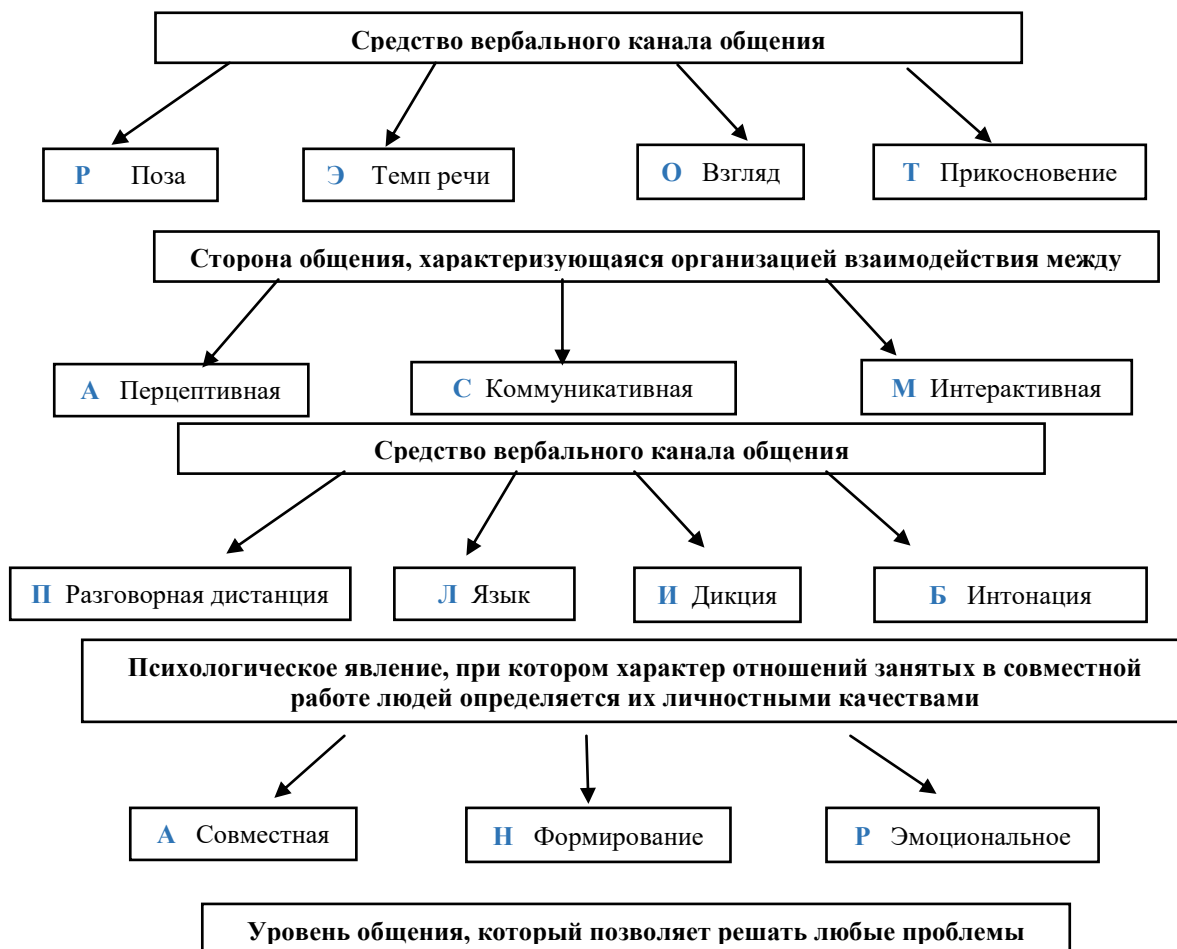 Средство вербального канала общения
Р Поза
Э Темп речи
О Взгляд
Т Прикосновение
Сторона общения, характеризующаяся организацией взаимодействия между
А Перцептивная
С Коммуникативная
М Интерактивная
Средство вербального канала общения
П Разговорная дистанция
Л Язык
И Дикция
Б Интонация
Психологическое явление, при котором характер отношений занятых в совместной
работе людей определяется их личностными качествами
А Совместная
Н Формирование
Р Эмоциональное
Уровень общения, который позволяет решать любые проблемы